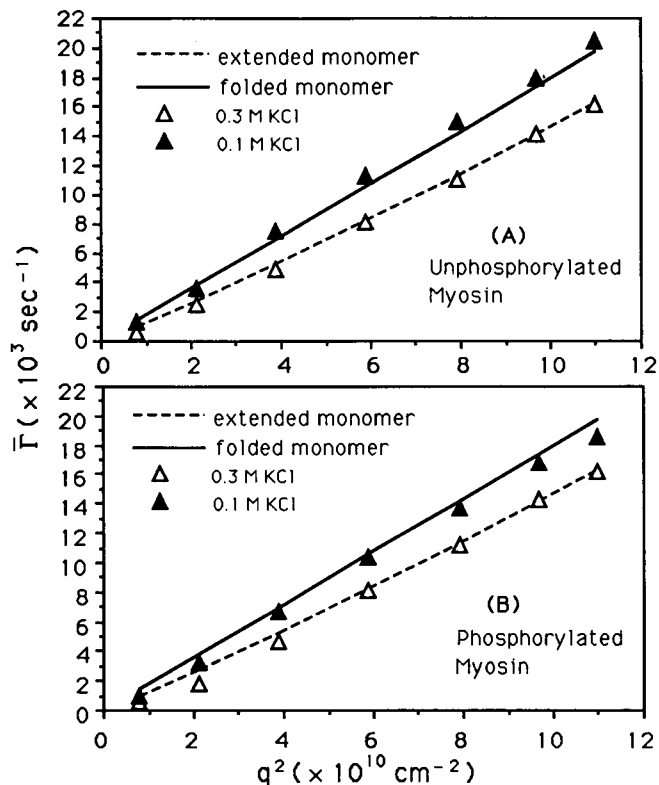 22
20
18
16
14
12
10
8
6
4
2
0
extended monomer
folded monomer
0.3 M KCl
0.1 M KCl
(A)
Unphosphorylated
Myosin
0 2 4 6 8 10 12
Γ̅ (× 10³ sec⁻¹)
22
20
18
16
14
12
10
8
6
4
2
0
extended monomer
folded monomer
0.3 M KCl
0.1 M KCl
(B)
Phosphorylated
Myosin
0 2 4 6 8 10 12
q² (× 10¹⁰ cm⁻²)